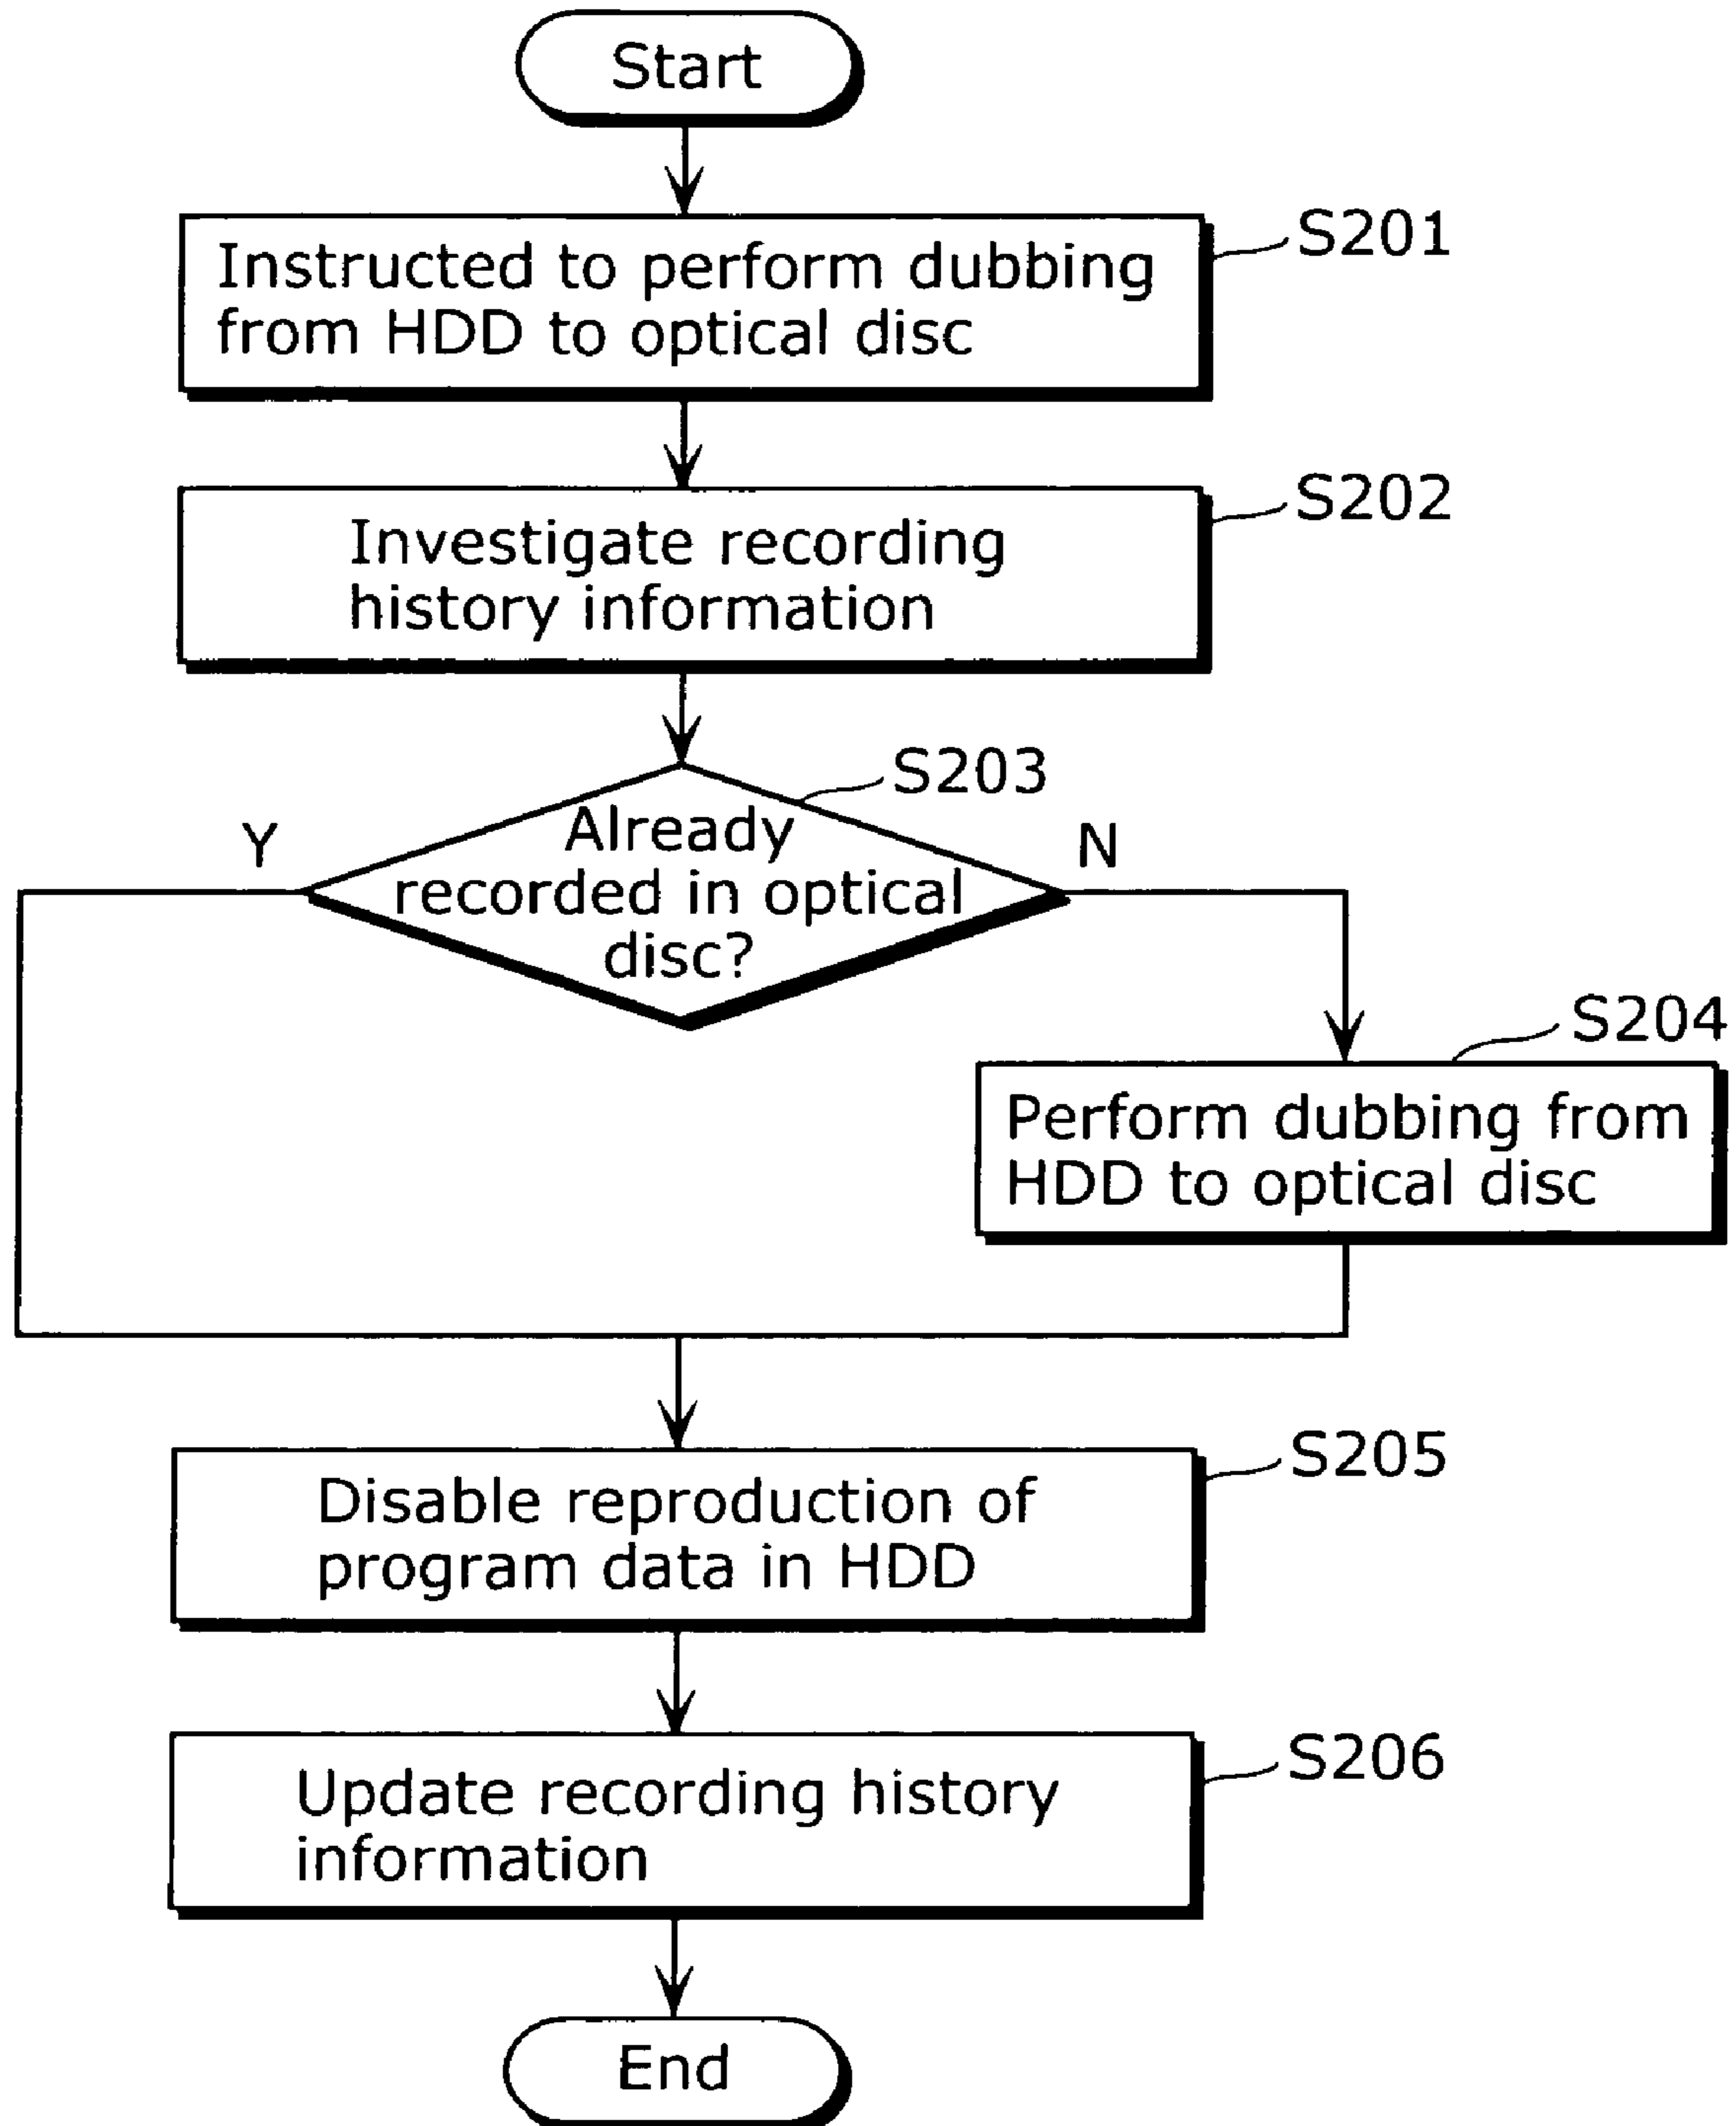 Start
S201
Instructed to perform dubbing
from HDD to optical disc
S202
Investigate recording
history information
S203
Already
recorded in optical
disc?
Y
N
S204
Perform dubbing from
HDD to optical disc
S205
Disable reproduction of
program data in HDD
S206
Update recording history
information
End